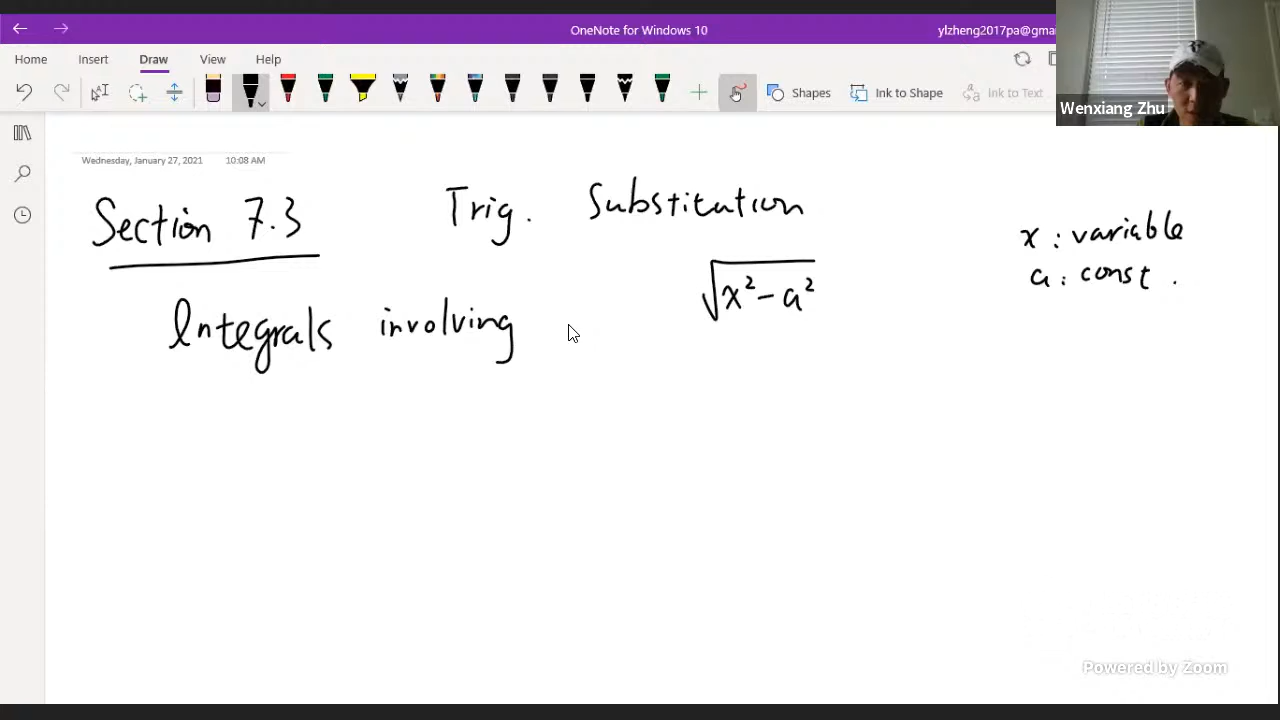 OneNote for Windows 10
ylzheng2017pa@gma
Home Insert Draw View Help
Shapes Ink to Shape Ink to Text
Wenxiang Zhu
Wednesday, January 27, 2021 10:08 AM
Section 7.3 Trig. Substitution
x : variable
a : const .
Integrals involving √x²-a²
Powered by Zoom